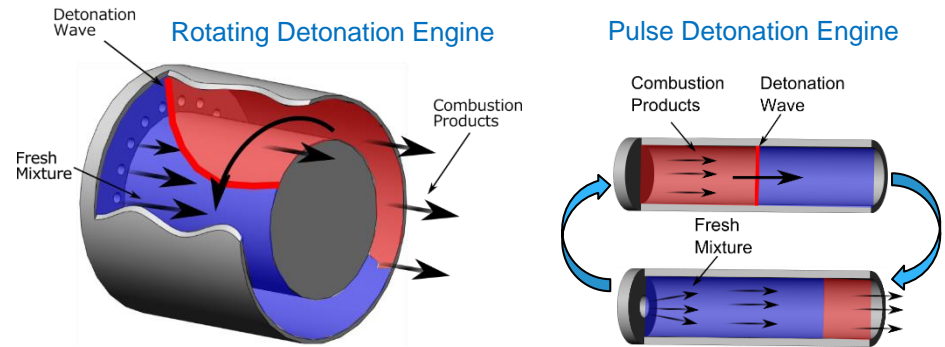 Detonation
Wave
Rotating Detonation Engine
Combustion
Products
Fresh
Mixture
Pulse Detonation Engine
Combustion
Products
Detonation
Wave
Fresh
Mixture